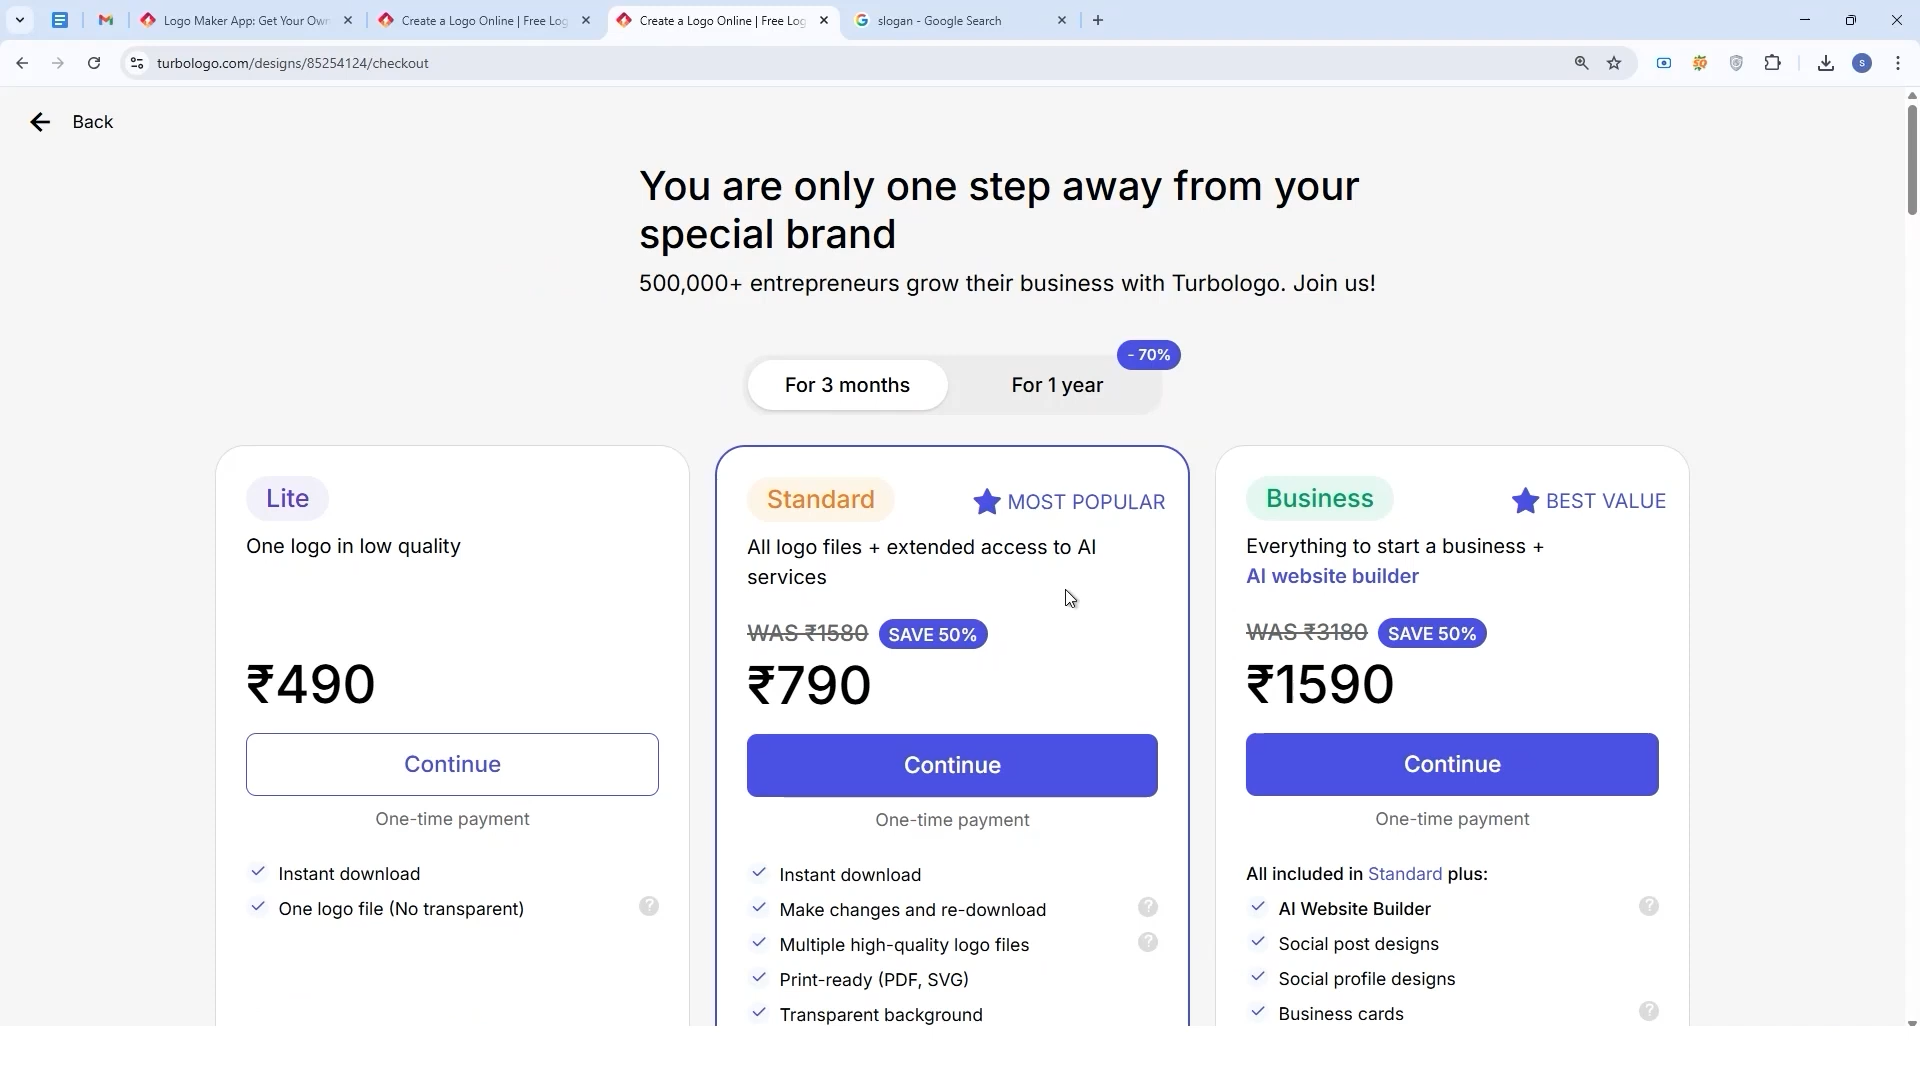 Logo Maker App: Get Your Own
Create a Logo Online | Free Log
Create a Logo Online | Free Log
slogan - Google Search
turbologo.com/designs/85254124/checkout
S
Back
You are only one step away from your
special brand
500,000+ entrepreneurs grow their business with Turbologo. Join us!
- 70%
For 3 months
For 1 year
Lite
One logo in low quality
₹490
Continue
One-time payment
Instant download
One logo file (No transparent)
?
Standard
MOST POPULAR
All logo files + extended access to AI
services
WAS ₹1580
SAVE 50%
₹790
Continue
One-time payment
Instant download
Make changes and re-download
?
Multiple high-quality logo files
?
Print-ready (PDF, SVG)
Transparent background
Business
BEST VALUE
Everything to start a business +
AI website builder
WAS ₹3180
SAVE 50%
₹1590
Continue
One-time payment
All included in Standard plus:
AI Website Builder
?
Social post designs
Social profile designs
Business cards
?